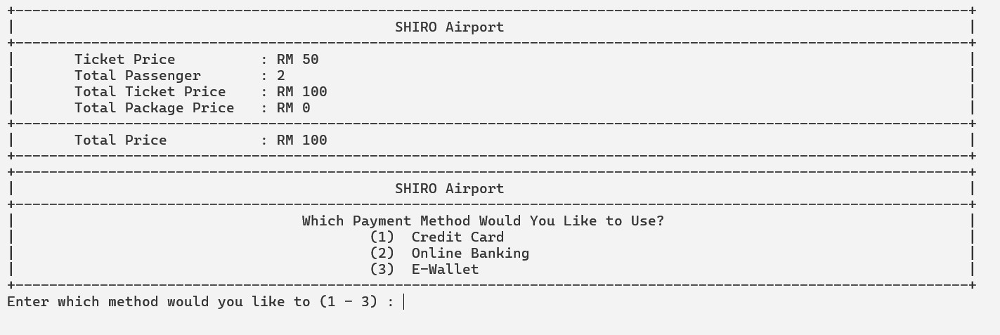 SHIRO Airport
Ticket Price : RM 50
Total Passenger : 2
Total Ticket Price : RM 100
Total Package Price : RM 0
Total Price : RM 100
SHIRO Airport
Which Payment Method Would You Like to Use?
(1) Credit Card
(2) Online Banking
(3) E-Wallet
Enter which method would you like to (1 - 3) :